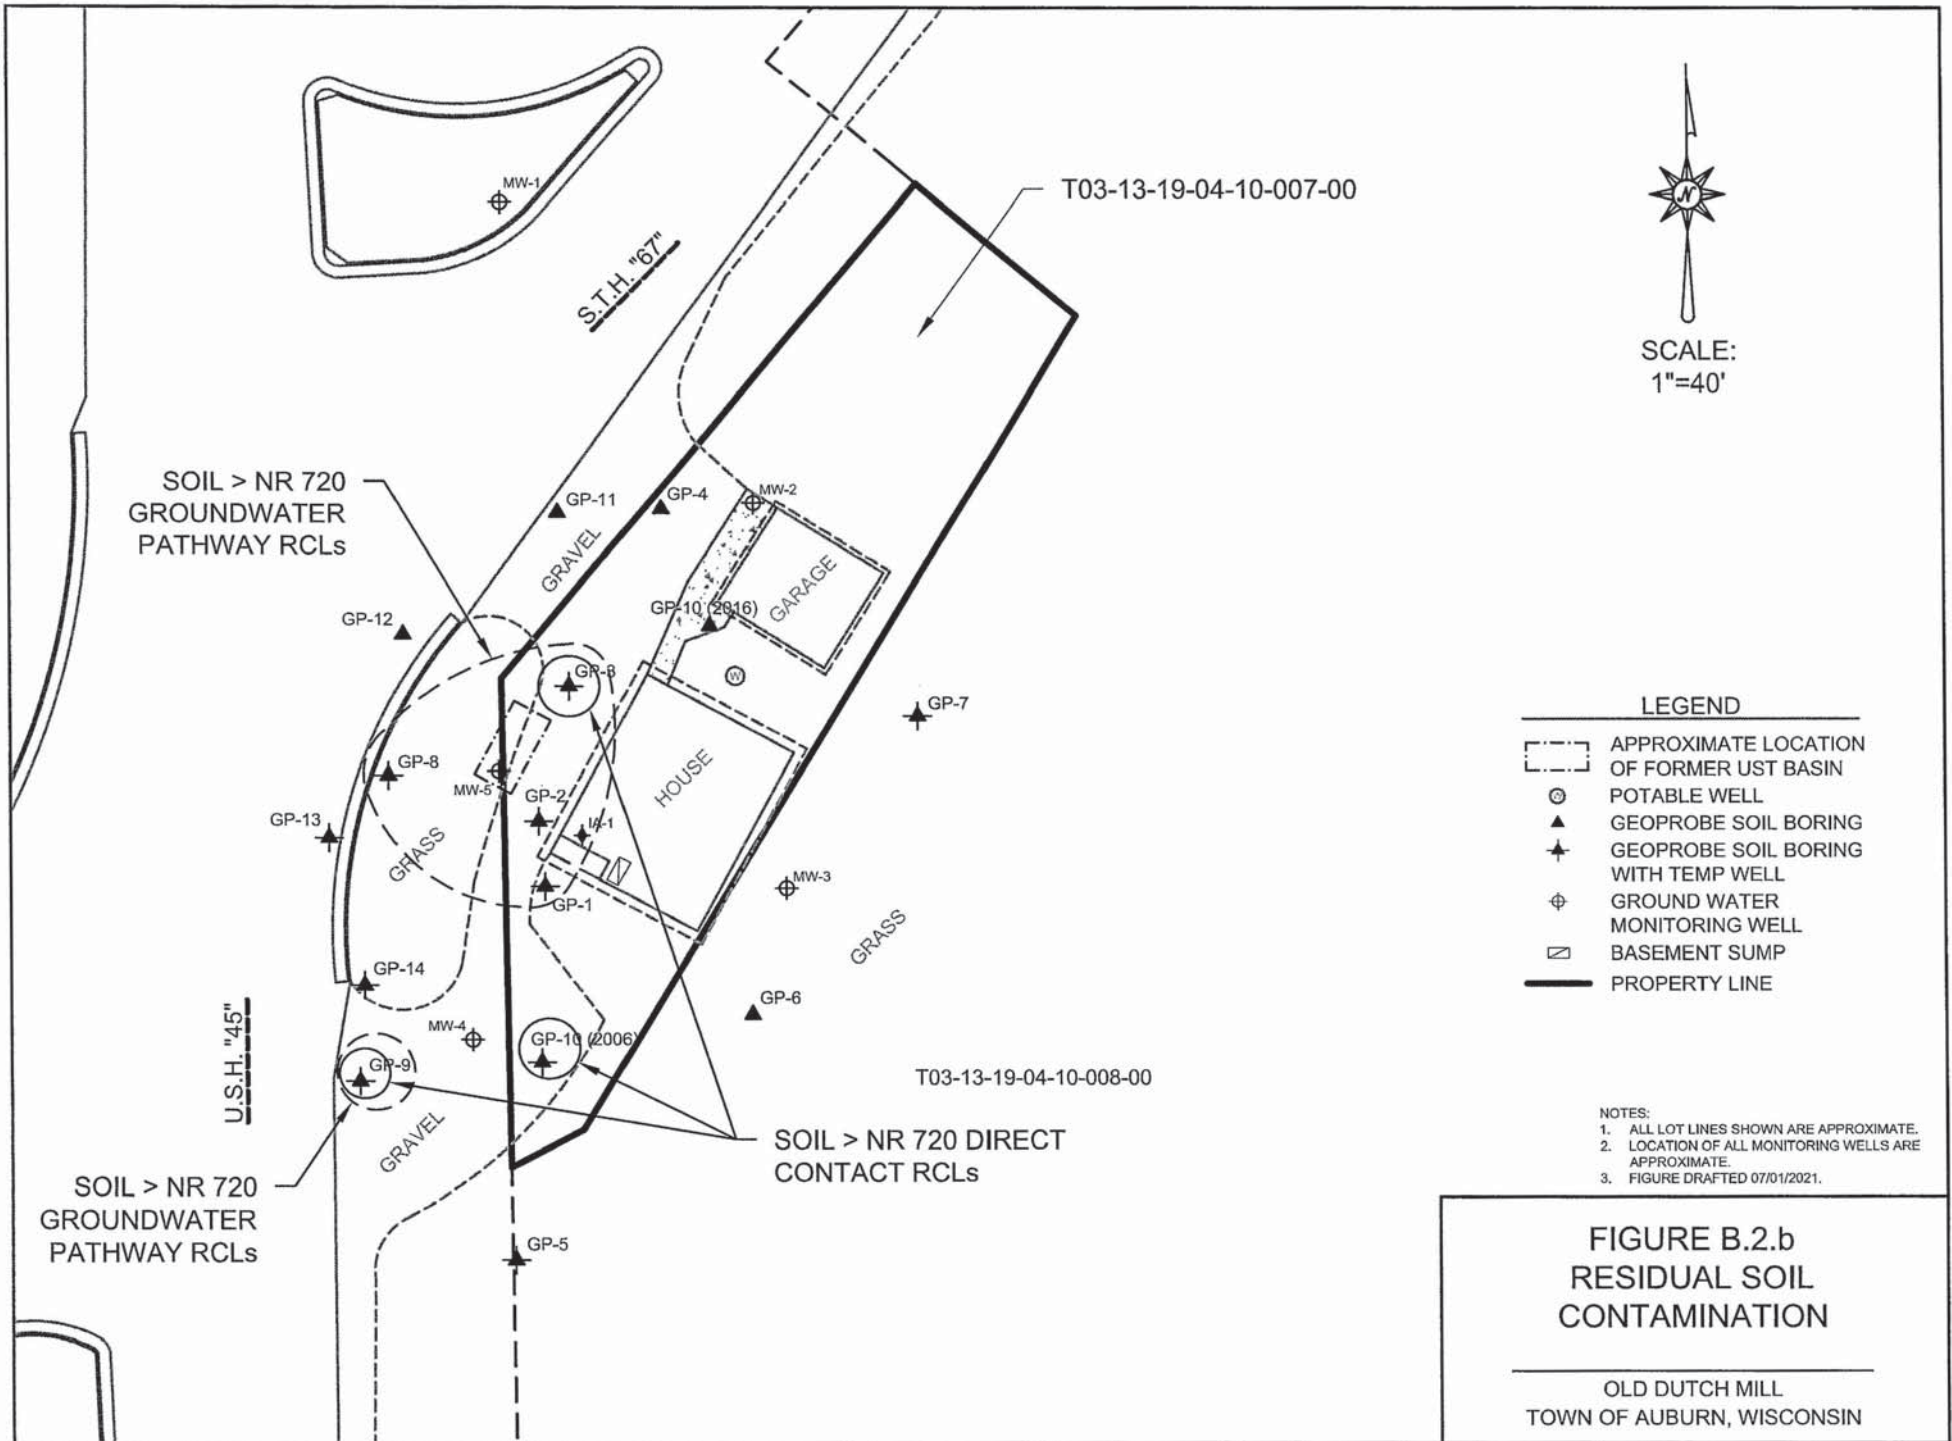 MW-1
S.T.H. "67"
T03-13-19-04-10-007-00
N
SCALE:
1"=40'
SOIL > NR 720
GROUNDWATER
PATHWAY RCLs
GP-11
GP-4
MW-2
GRAVEL
GARAGE
GP-10 (2016)
GP-12
GP-3
W
GP-7
GP-8
MW-5
HOUSE
GP-2
IA-1
GP-13
GRASS
GP-1
MW-3
GRASS
GP-14
GP-6
U.S.H. "45"
MW-4
GP-10 (2006)
GP-9
T03-13-19-04-10-008-00
GRAVEL
SOIL > NR 720 DIRECT
CONTACT RCLs
SOIL > NR 720
GROUNDWATER
PATHWAY RCLs
GP-5
LEGEND
APPROXIMATE LOCATION
OF FORMER UST BASIN
W
POTABLE WELL
GEOPROBE SOIL BORING
GEOPROBE SOIL BORING
WITH TEMP WELL
GROUND WATER
MONITORING WELL
BASEMENT SUMP
PROPERTY LINE
NOTES:
1. ALL LOT LINES SHOWN ARE APPROXIMATE.
2. LOCATION OF ALL MONITORING WELLS ARE
APPROXIMATE.
3. FIGURE DRAFTED 07/01/2021.
FIGURE B.2.b
RESIDUAL SOIL
CONTAMINATION
OLD DUTCH MILL
TOWN OF AUBURN, WISCONSIN